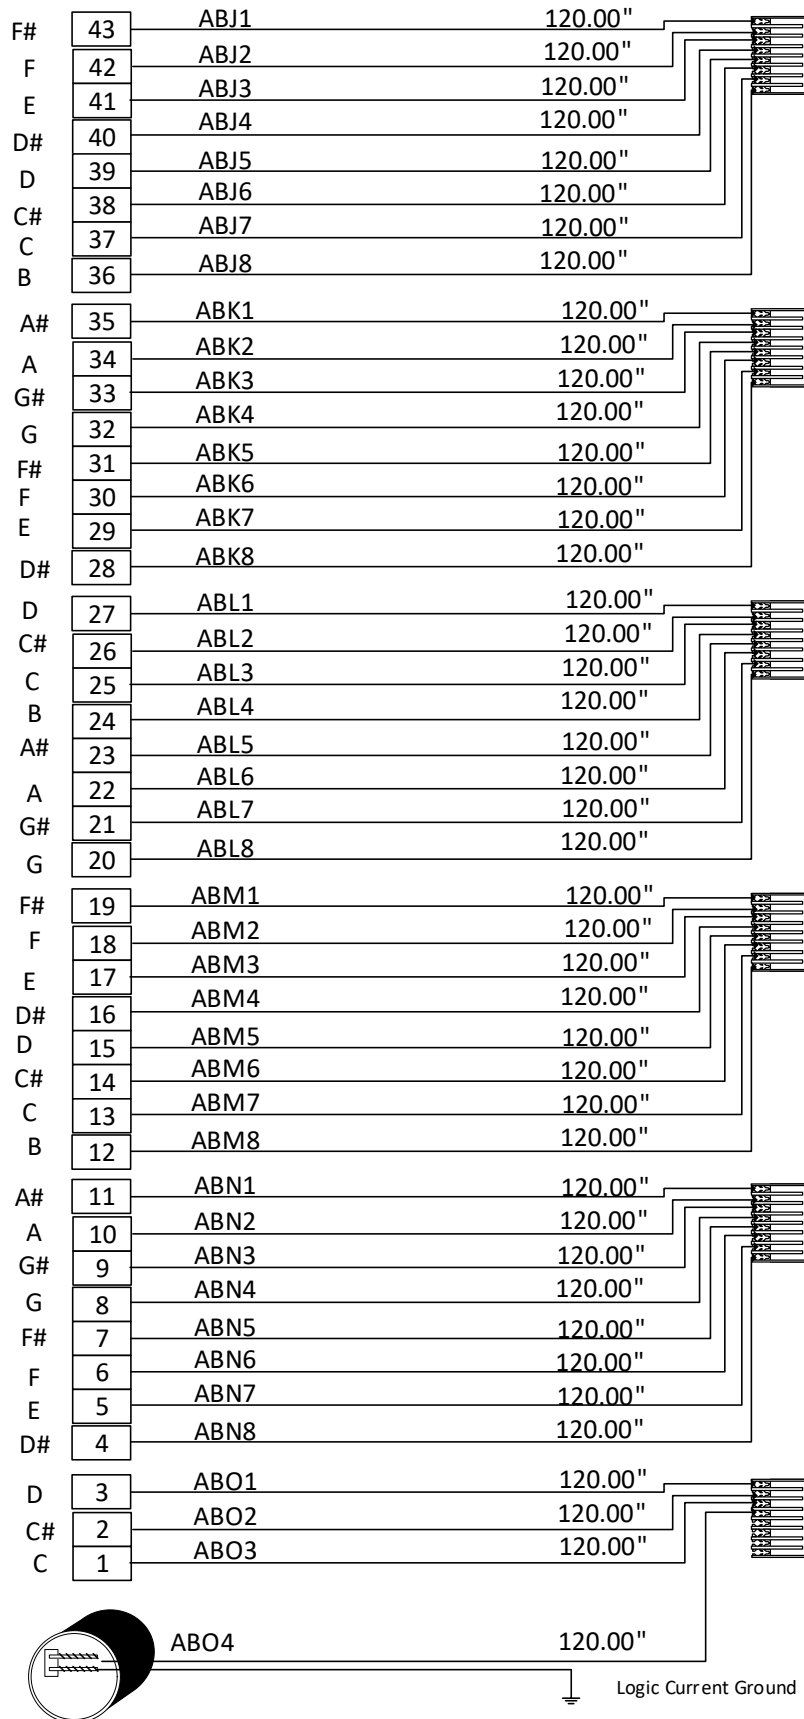 F# 43 ABJ1 120.00"
F 42 ABJ2 120.00"
E 41 ABJ3 120.00"
D# 40 ABJ4 120.00"
D 39 ABJ5 120.00"
C# 38 ABJ6 120.00"
C 37 ABJ7 120.00"
B 36 ABJ8 120.00"
A# 35 ABK1 120.00"
A 34 ABK2 120.00"
G# 33 ABK3 120.00"
G 32 ABK4 120.00"
F# 31 ABK5 120.00"
F 30 ABK6 120.00"
E 29 ABK7 120.00"
D# 28 ABK8 120.00"
D 27 ABL1 120.00"
C# 26 ABL2 120.00"
C 25 ABL3 120.00"
B 24 ABL4 120.00"
A# 23 ABL5 120.00"
A 22 ABL6 120.00"
G# 21 ABL7 120.00"
G 20 ABL8 120.00"
F# 19 ABM1 120.00"
F 18 ABM2 120.00"
E 17 ABM3 120.00"
D# 16 ABM4 120.00"
D 15 ABM5 120.00"
C# 14 ABM6 120.00"
C 13 ABM7 120.00"
B 12 ABM8 120.00"
A# 11 ABN1 120.00"
A 10 ABN2 120.00"
G# 9 ABN3 120.00"
G 8 ABN4 120.00"
F# 7 ABN5 120.00"
F 6 ABN6 120.00"
E 5 ABN7 120.00"
D# 4 ABN8 120.00"
D 3 ABO1 120.00"
C# 2 ABO2 120.00"
C 1 ABO3 120.00"
ABO4 120.00"
Logic Current Ground